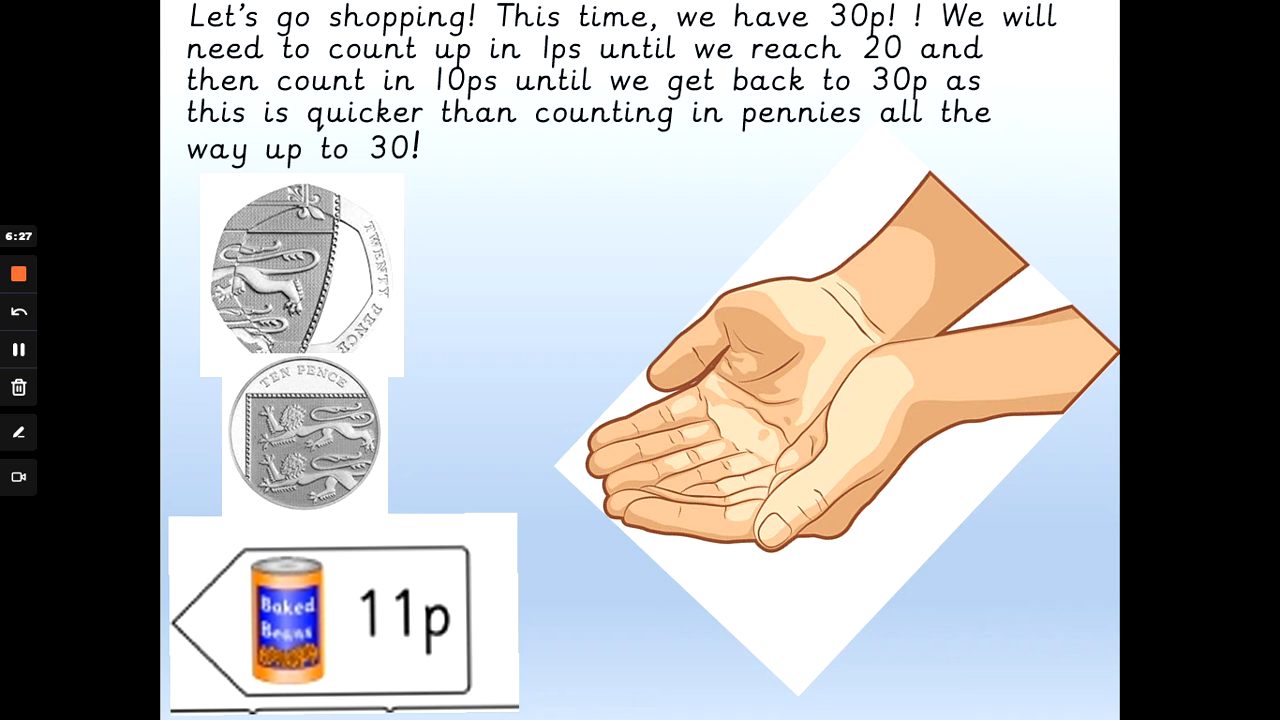 Let's go shopping! This time, we have 30p! ! We will
need to count up in 1ps until we reach 20 and
then count in 10ps until we get back to 30p as
this is quicker than counting in pennies all the
way up to 30!
TWENTY PENCE
6:27
TEN PENCE
Baked
Beans
11p